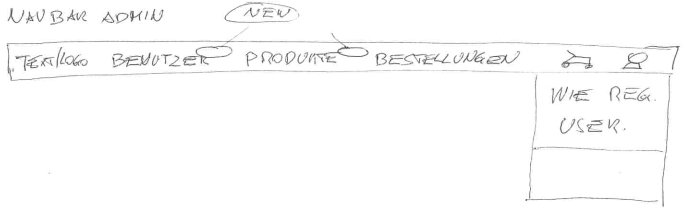 NAVBAR ADMIN
NEW
TEXT/LOGO BENUTZER PRODUKTE BESTELLUNGEN
WIE REG.
USER.